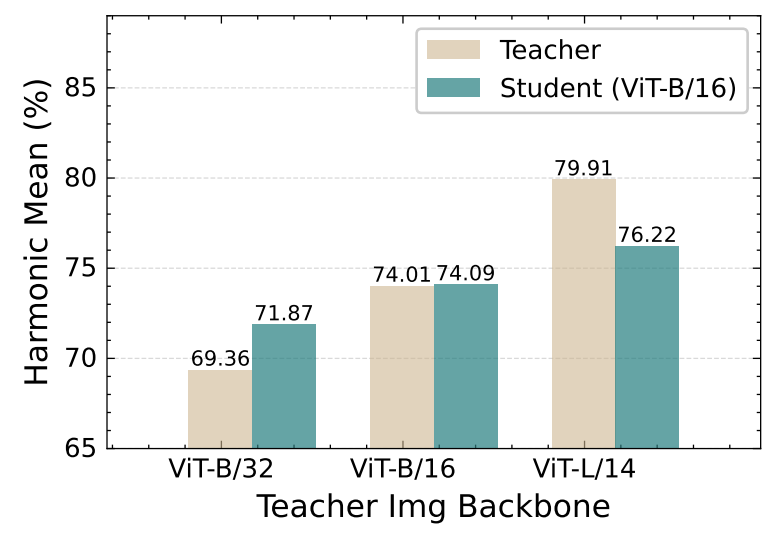 Teacher
Student (ViT-B/16)
Harmonic Mean (%)
85
80
75
70
65
69.36
71.87
74.01
74.09
79.91
76.22
ViT-B/32
ViT-B/16
ViT-L/14
Teacher Img Backbone